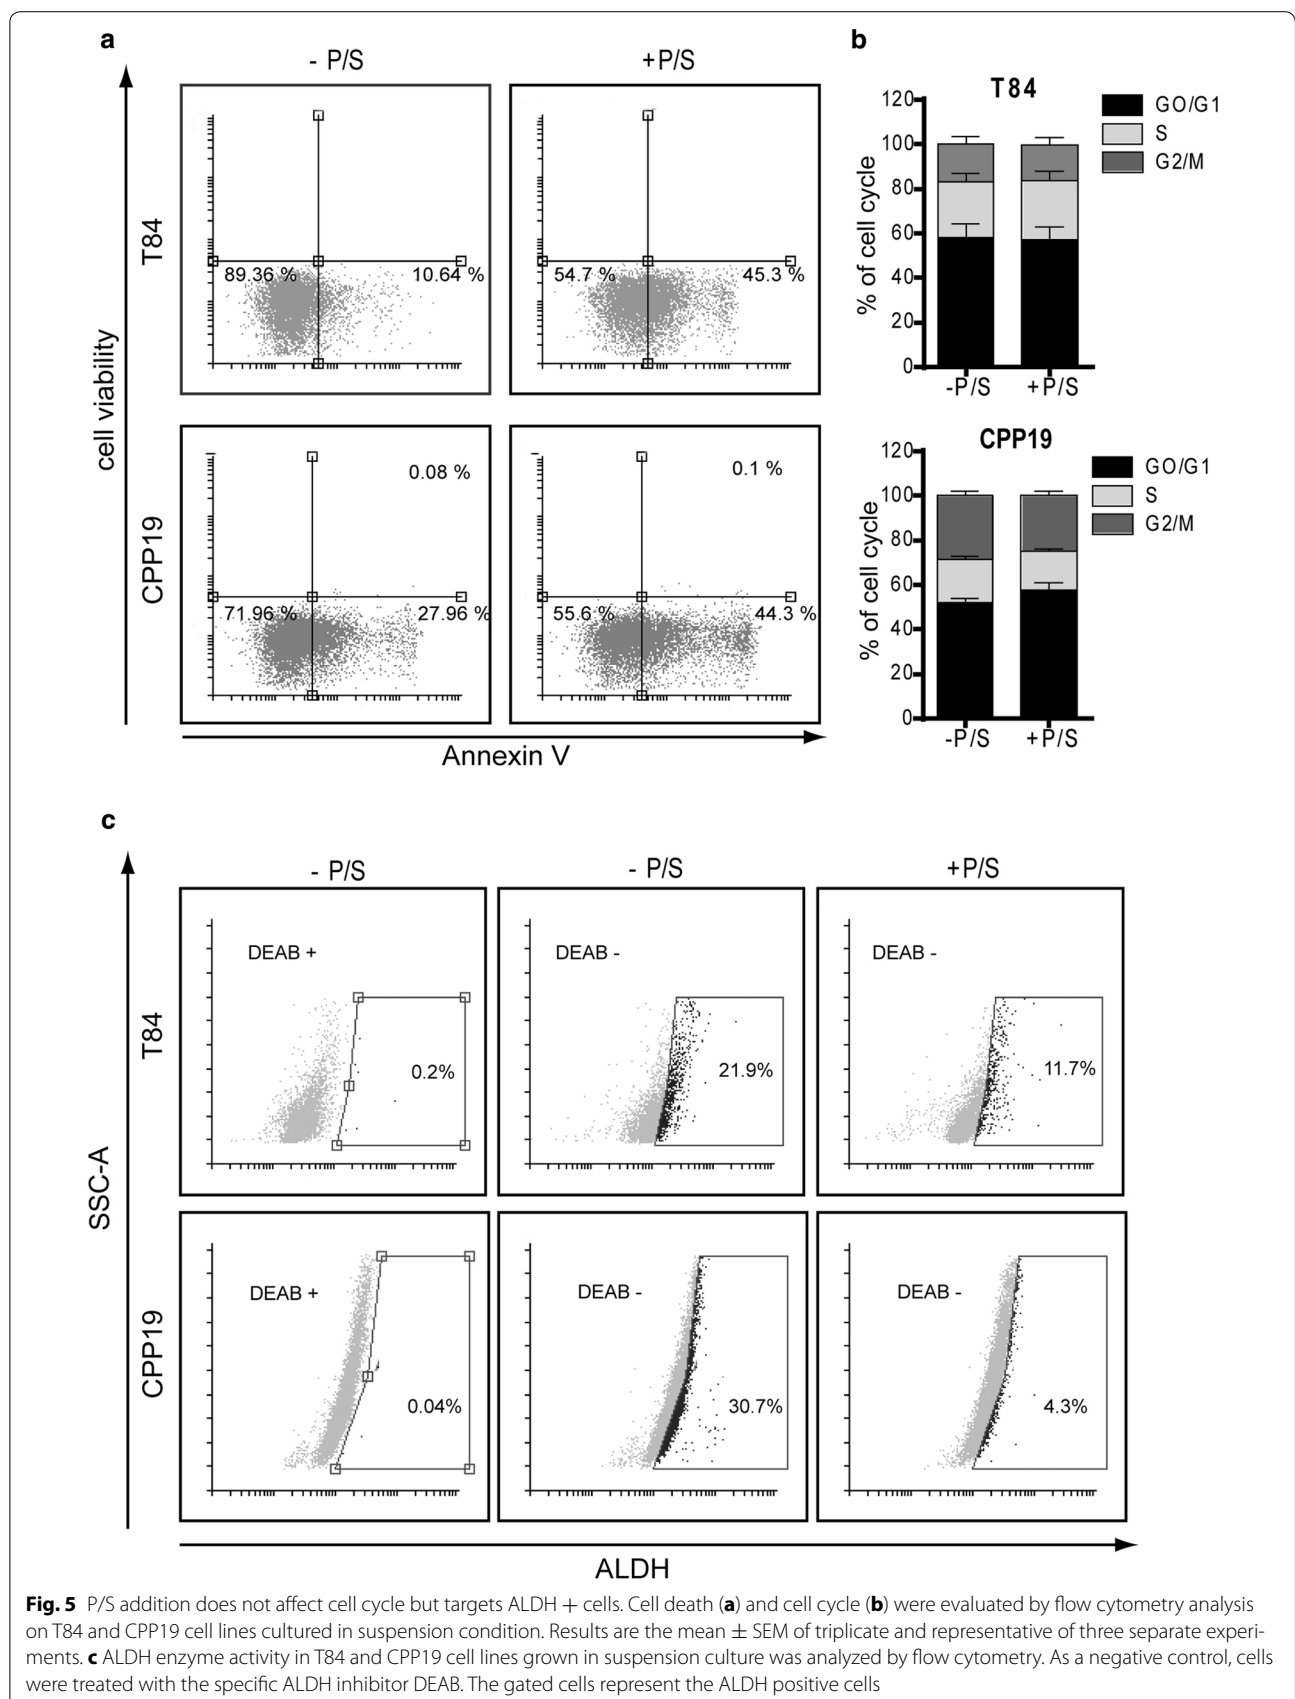 a
- P/S
+P/S
T84
89.36 %
10.64 %
54.7 %
45.3 %
cell viability
CPP19
0.08 %
0.1 %
71.96 %
27.96 %
55.6 %
44.3 %
Annexin V
b
T84
120
100
80
60
40
20
0
% of cell cycle
-P/S
+P/S
GO/G1
S
G2/M
CPP19
120
100
80
60
40
20
0
% of cell cycle
-P/S
+P/S
GO/G1
S
G2/M
c
- P/S
- P/S
+P/S
T84
DEAB +
DEAB -
DEAB -
0.2%
21.9%
11.7%
SSC-A
CPP19
DEAB +
DEAB -
DEAB -
0.04%
30.7%
4.3%
ALDH
Fig. 5 P/S addition does not affect cell cycle but targets ALDH + cells. Cell death (a) and cell cycle (b) were evaluated by flow cytometry analysis
on T84 and CPP19 cell lines cultured in suspension condition. Results are the mean ± SEM of triplicate and representative of three separate experi-
ments. c ALDH enzyme activity in T84 and CPP19 cell lines grown in suspension culture was analyzed by flow cytometry. As a negative control, cells
were treated with the specific ALDH inhibitor DEAB. The gated cells represent the ALDH positive cells